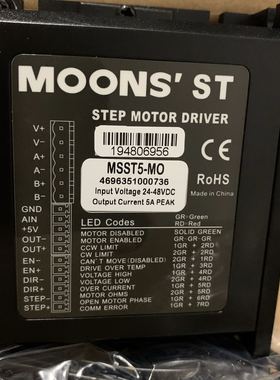 MOONS' ST
STEP MOTOR DRIVER
194806956
MSST5-MO
4696351000736
Input Voltage 24-48VDC
Output Current 5A PEAK
CE
RoHS
Made in China
V+
V-
A+
A-
B+
B-
GND
AIN
+5V
OUT-
OUT+
EN-
EN+
DIR-
DIR+
STEP-
STEP+
LED Codes
GR-Green
RD-Red
MOTOR DISABLED SOLID GREEN
MOTOR ENABLED GR GR GR
CCW LIMIT 1GR + 2RD
CW LIMIT 2GR + 2RD
CAN'T MOVE(DISABLED) 2GR + 1RD
DRIVE OVER TEMP 1GR + 3RD
VOLTAGE HIGH 1GR + 4RD
VOLTAGE LOW 2GR + 4RD
OVER CURRENT 1GR + 5RD
MOTOR OHMS 2GR + 5RD
OPEN MOTOR PHASE 1GR + 6RD
COMM ERROR 1GR + 7RD